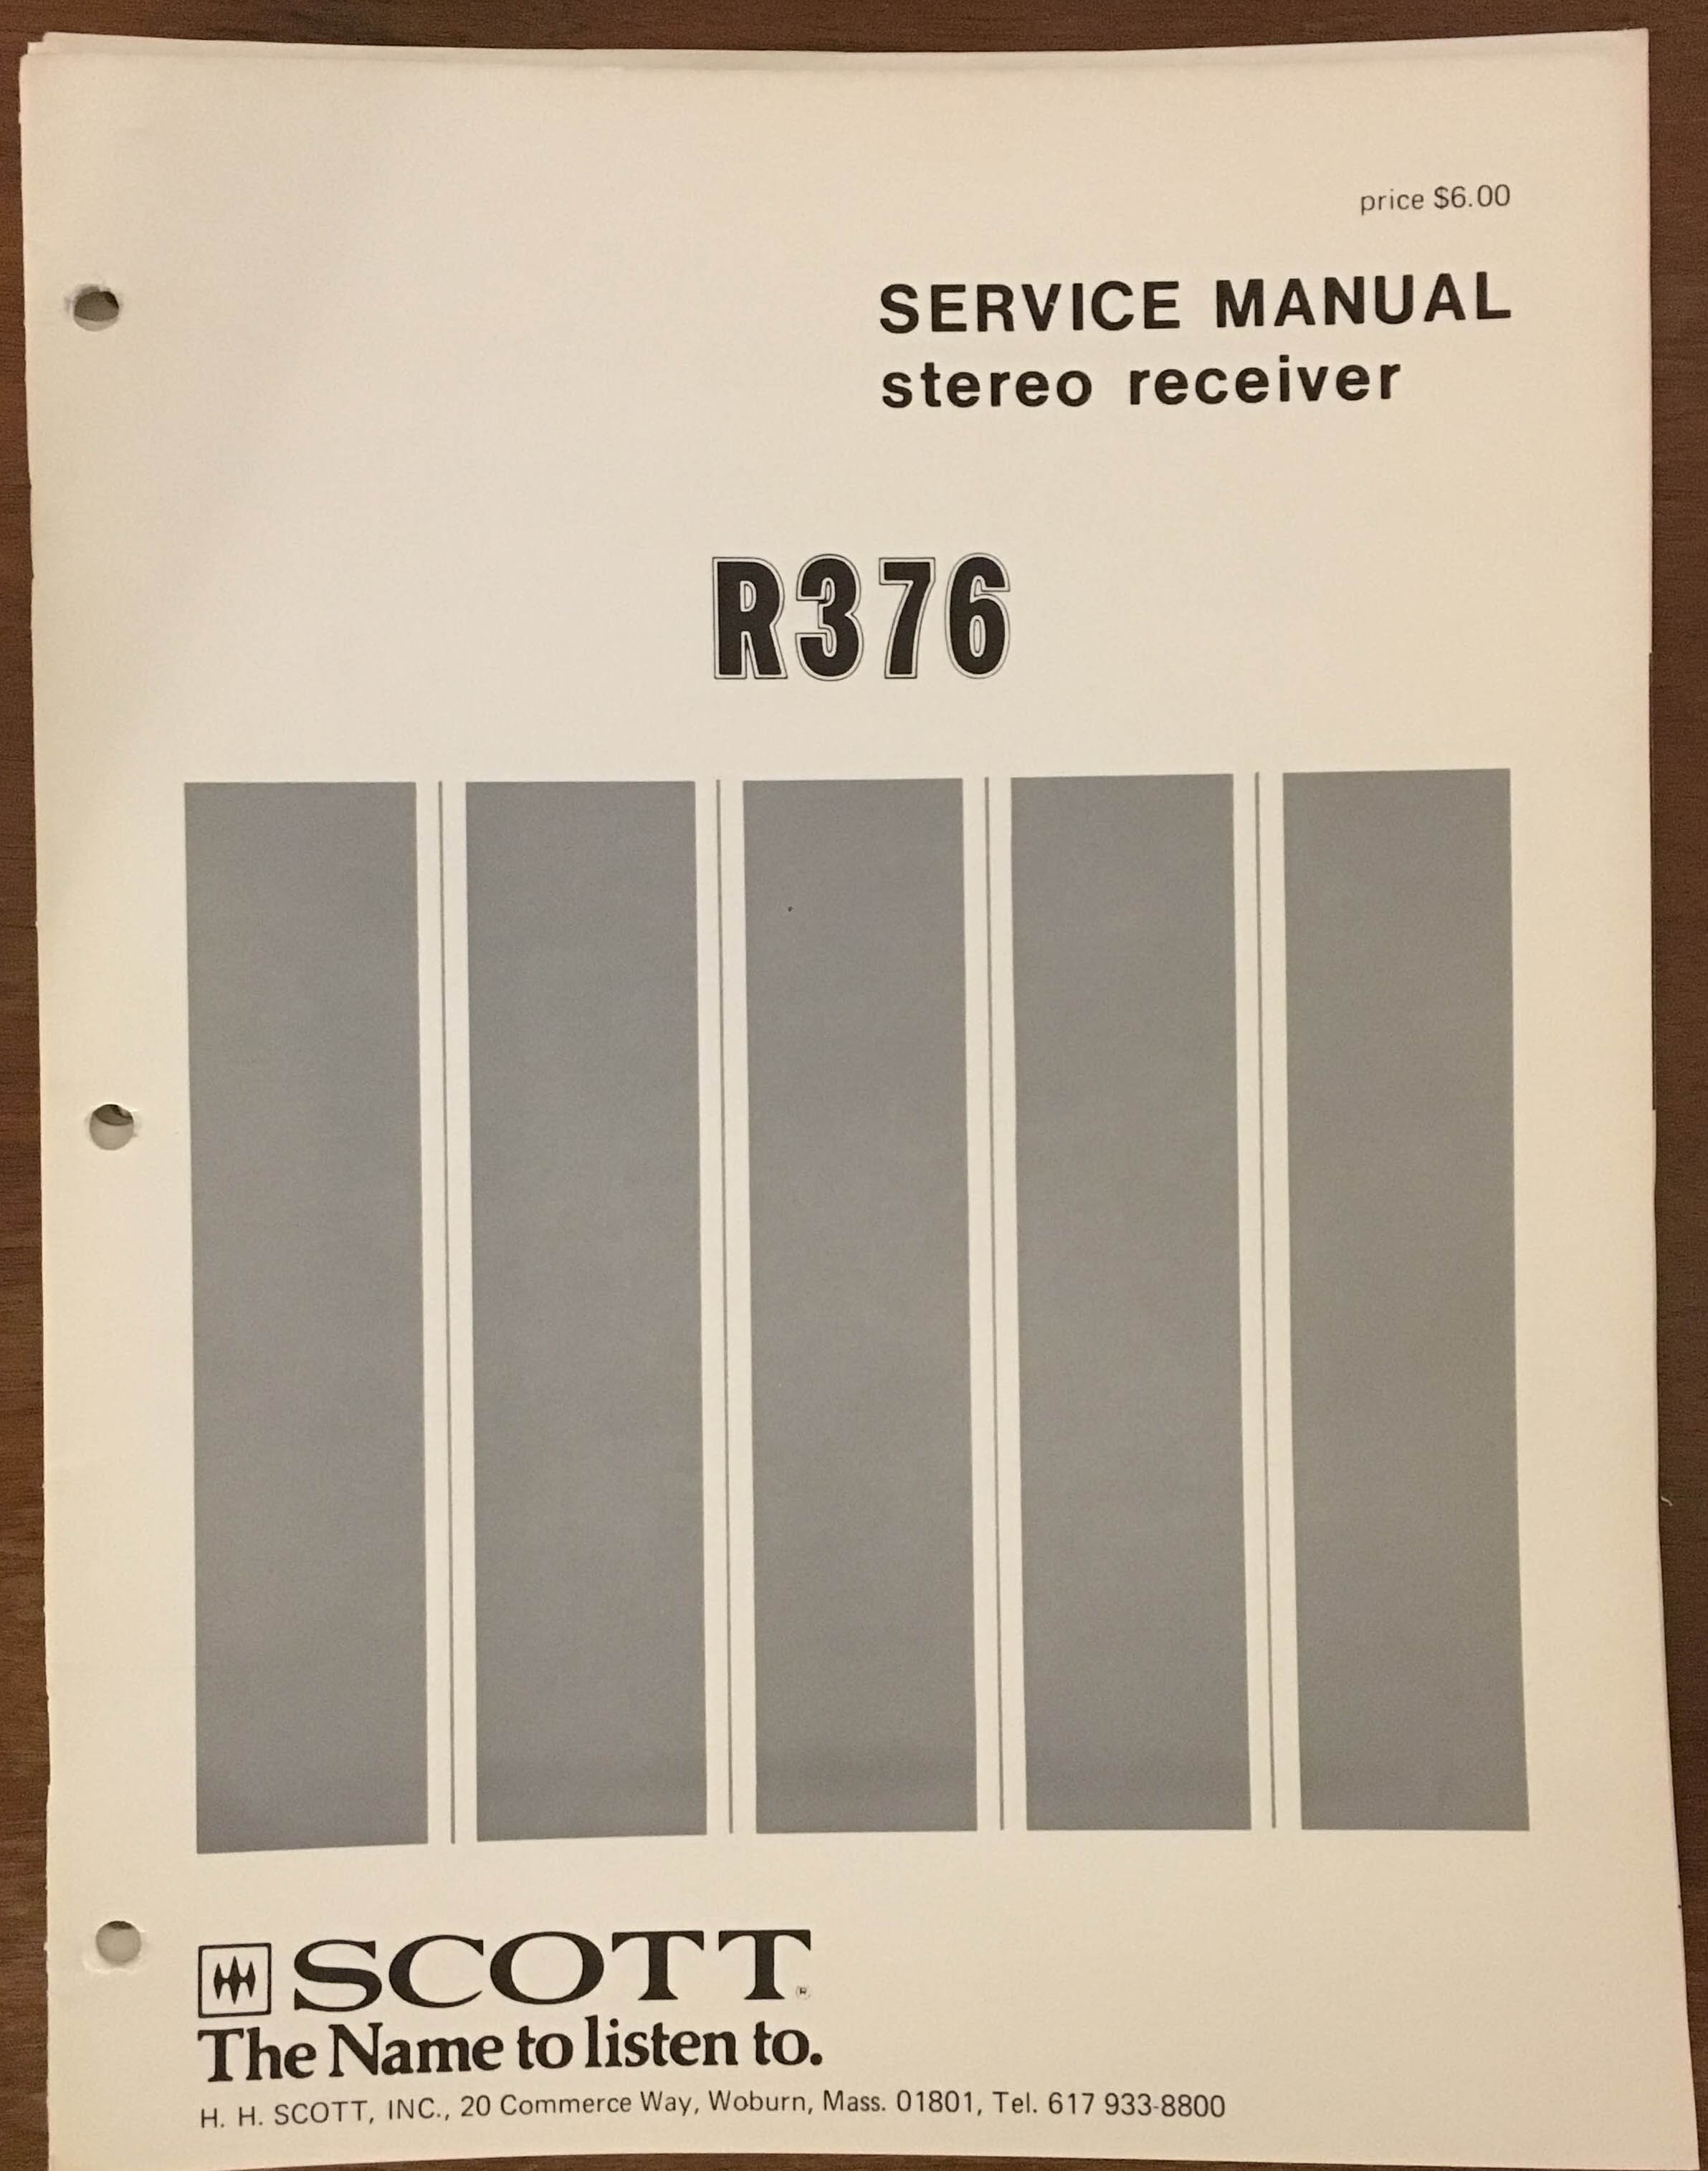 price $6.00
SERVICE MANUAL
stereo receiver
R376
SCOTT®
The Name to listen to.
H. H. SCOTT, INC., 20 Commerce Way, Woburn, Mass. 01801, Tel. 617 933-8800